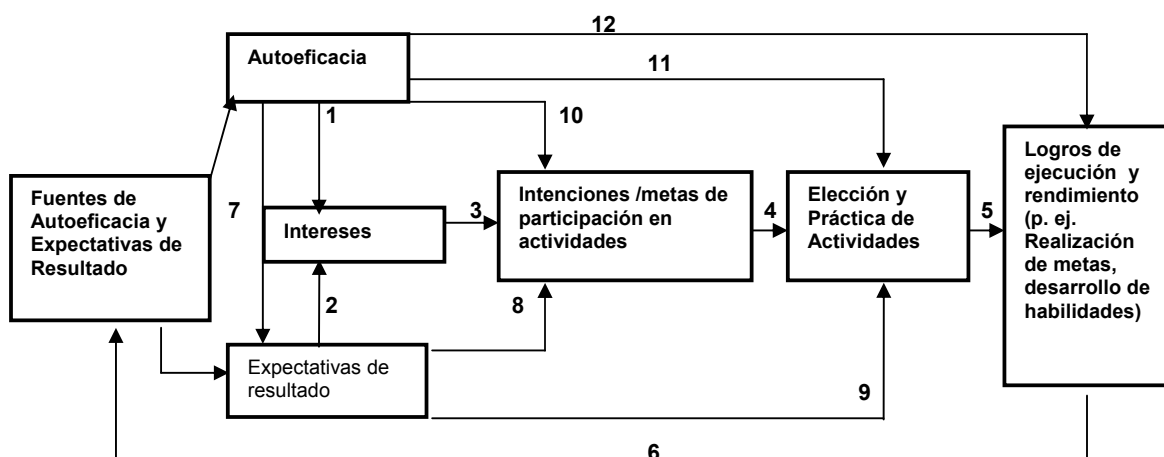 12
Autoeficacia
11
1
10
Fuentes de
Autoeficacia y
Expectativas de
Resultado
7
Intereses
3
Intenciones /metas de
participación en
actividades
4
Elección y
Práctica de
Actividades
5
Logros de
ejecución y
rendimiento
(p. ej.
Realización
de metas,
desarrollo de
habilidades)
2
8
Expectativas de
resultado
9
6